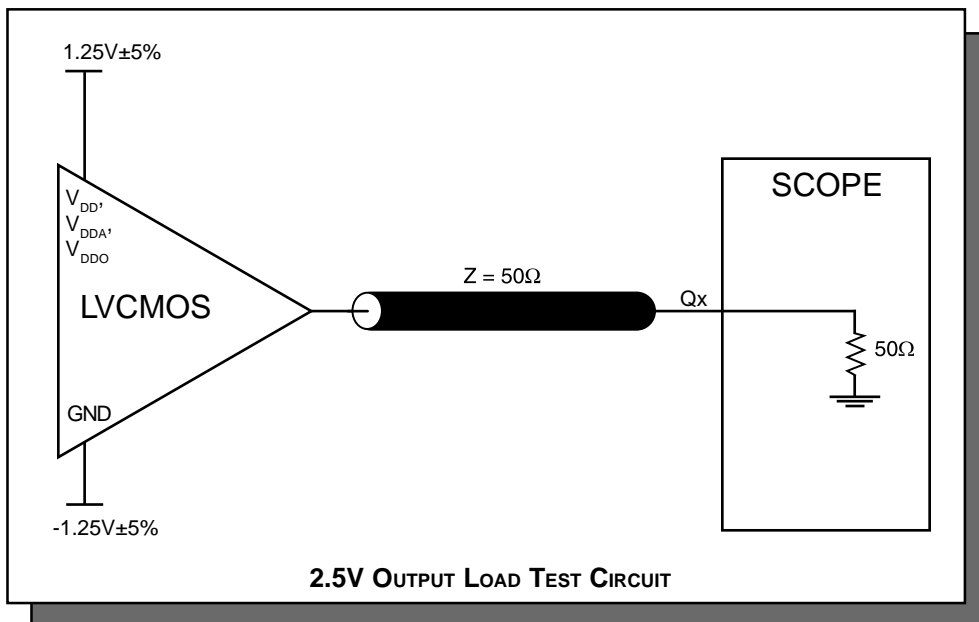 1.25V±5%
SCOPE
V_DD,
V_DDA,
V_DDO
Z = 50Ω
LVCMOS
Qx
50Ω
GND
-1.25V±5%
2.5V OUTPUT LOAD TEST CIRCUIT